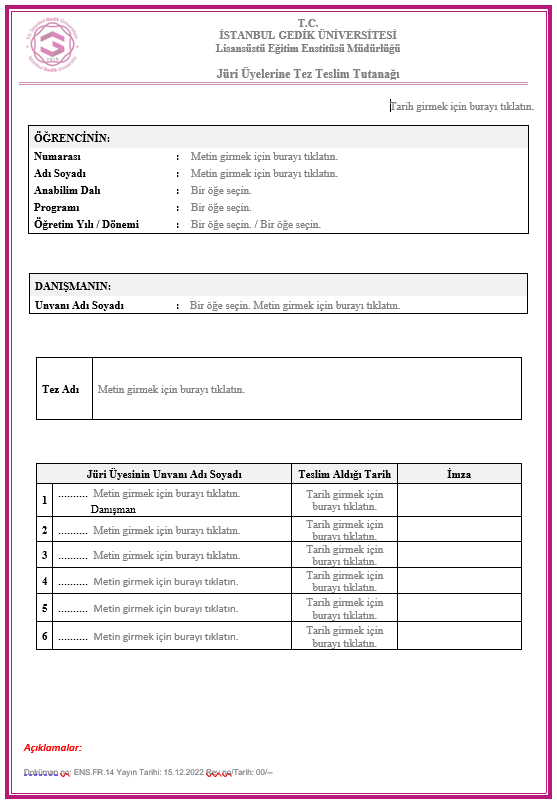 T.C.
İSTANBUL GEDİK ÜNİVERSİTESİ
Lisansüstü Eğitim Enstitüsü Müdürlüğü
Jüri Üyelerine Tez Teslim Tutanağı
Tarih girmek için burayı tıklatın.
ÖĞRENCİNİN:
Numarası : Metin girmek için burayı tıklatın.
Adı Soyadı : Metin girmek için burayı tıklatın.
Anabilim Dalı : Bir öğe seçin.
Programı : Bir öğe seçin.
Öğretim Yılı / Dönemi : Bir öğe seçin. / Bir öğe seçin.
DANIŞMANIN:
Unvanı Adı Soyadı : Bir öğe seçin. Metin girmek için burayı tıklatın.
Tez Adı Metin girmek için burayı tıklatın.
Jüri Üyesinin Unvanı Adı Soyadı Teslim Aldığı Tarih İmza
1 .......... Metin girmek için burayı tıklatın. Tarih girmek için
Danışman burayı tıklatın.
2 .......... Metin girmek için burayı tıklatın. Tarih girmek için
burayı tıklatın.
3 .......... Metin girmek için burayı tıklatın. Tarih girmek için
burayı tıklatın.
4 .......... Metin girmek için burayı tıklatın. Tarih girmek için
burayı tıklatın.
5 .......... Metin girmek için burayı tıklatın. Tarih girmek için
burayı tıklatın.
6 .......... Metin girmek için burayı tıklatın. Tarih girmek için
burayı tıklatın.
Açıklamalar:
Doküman no: ENS.FR.14 Yayın Tarihi: 15.12.2022 Rev.no/Tarih: 00/--